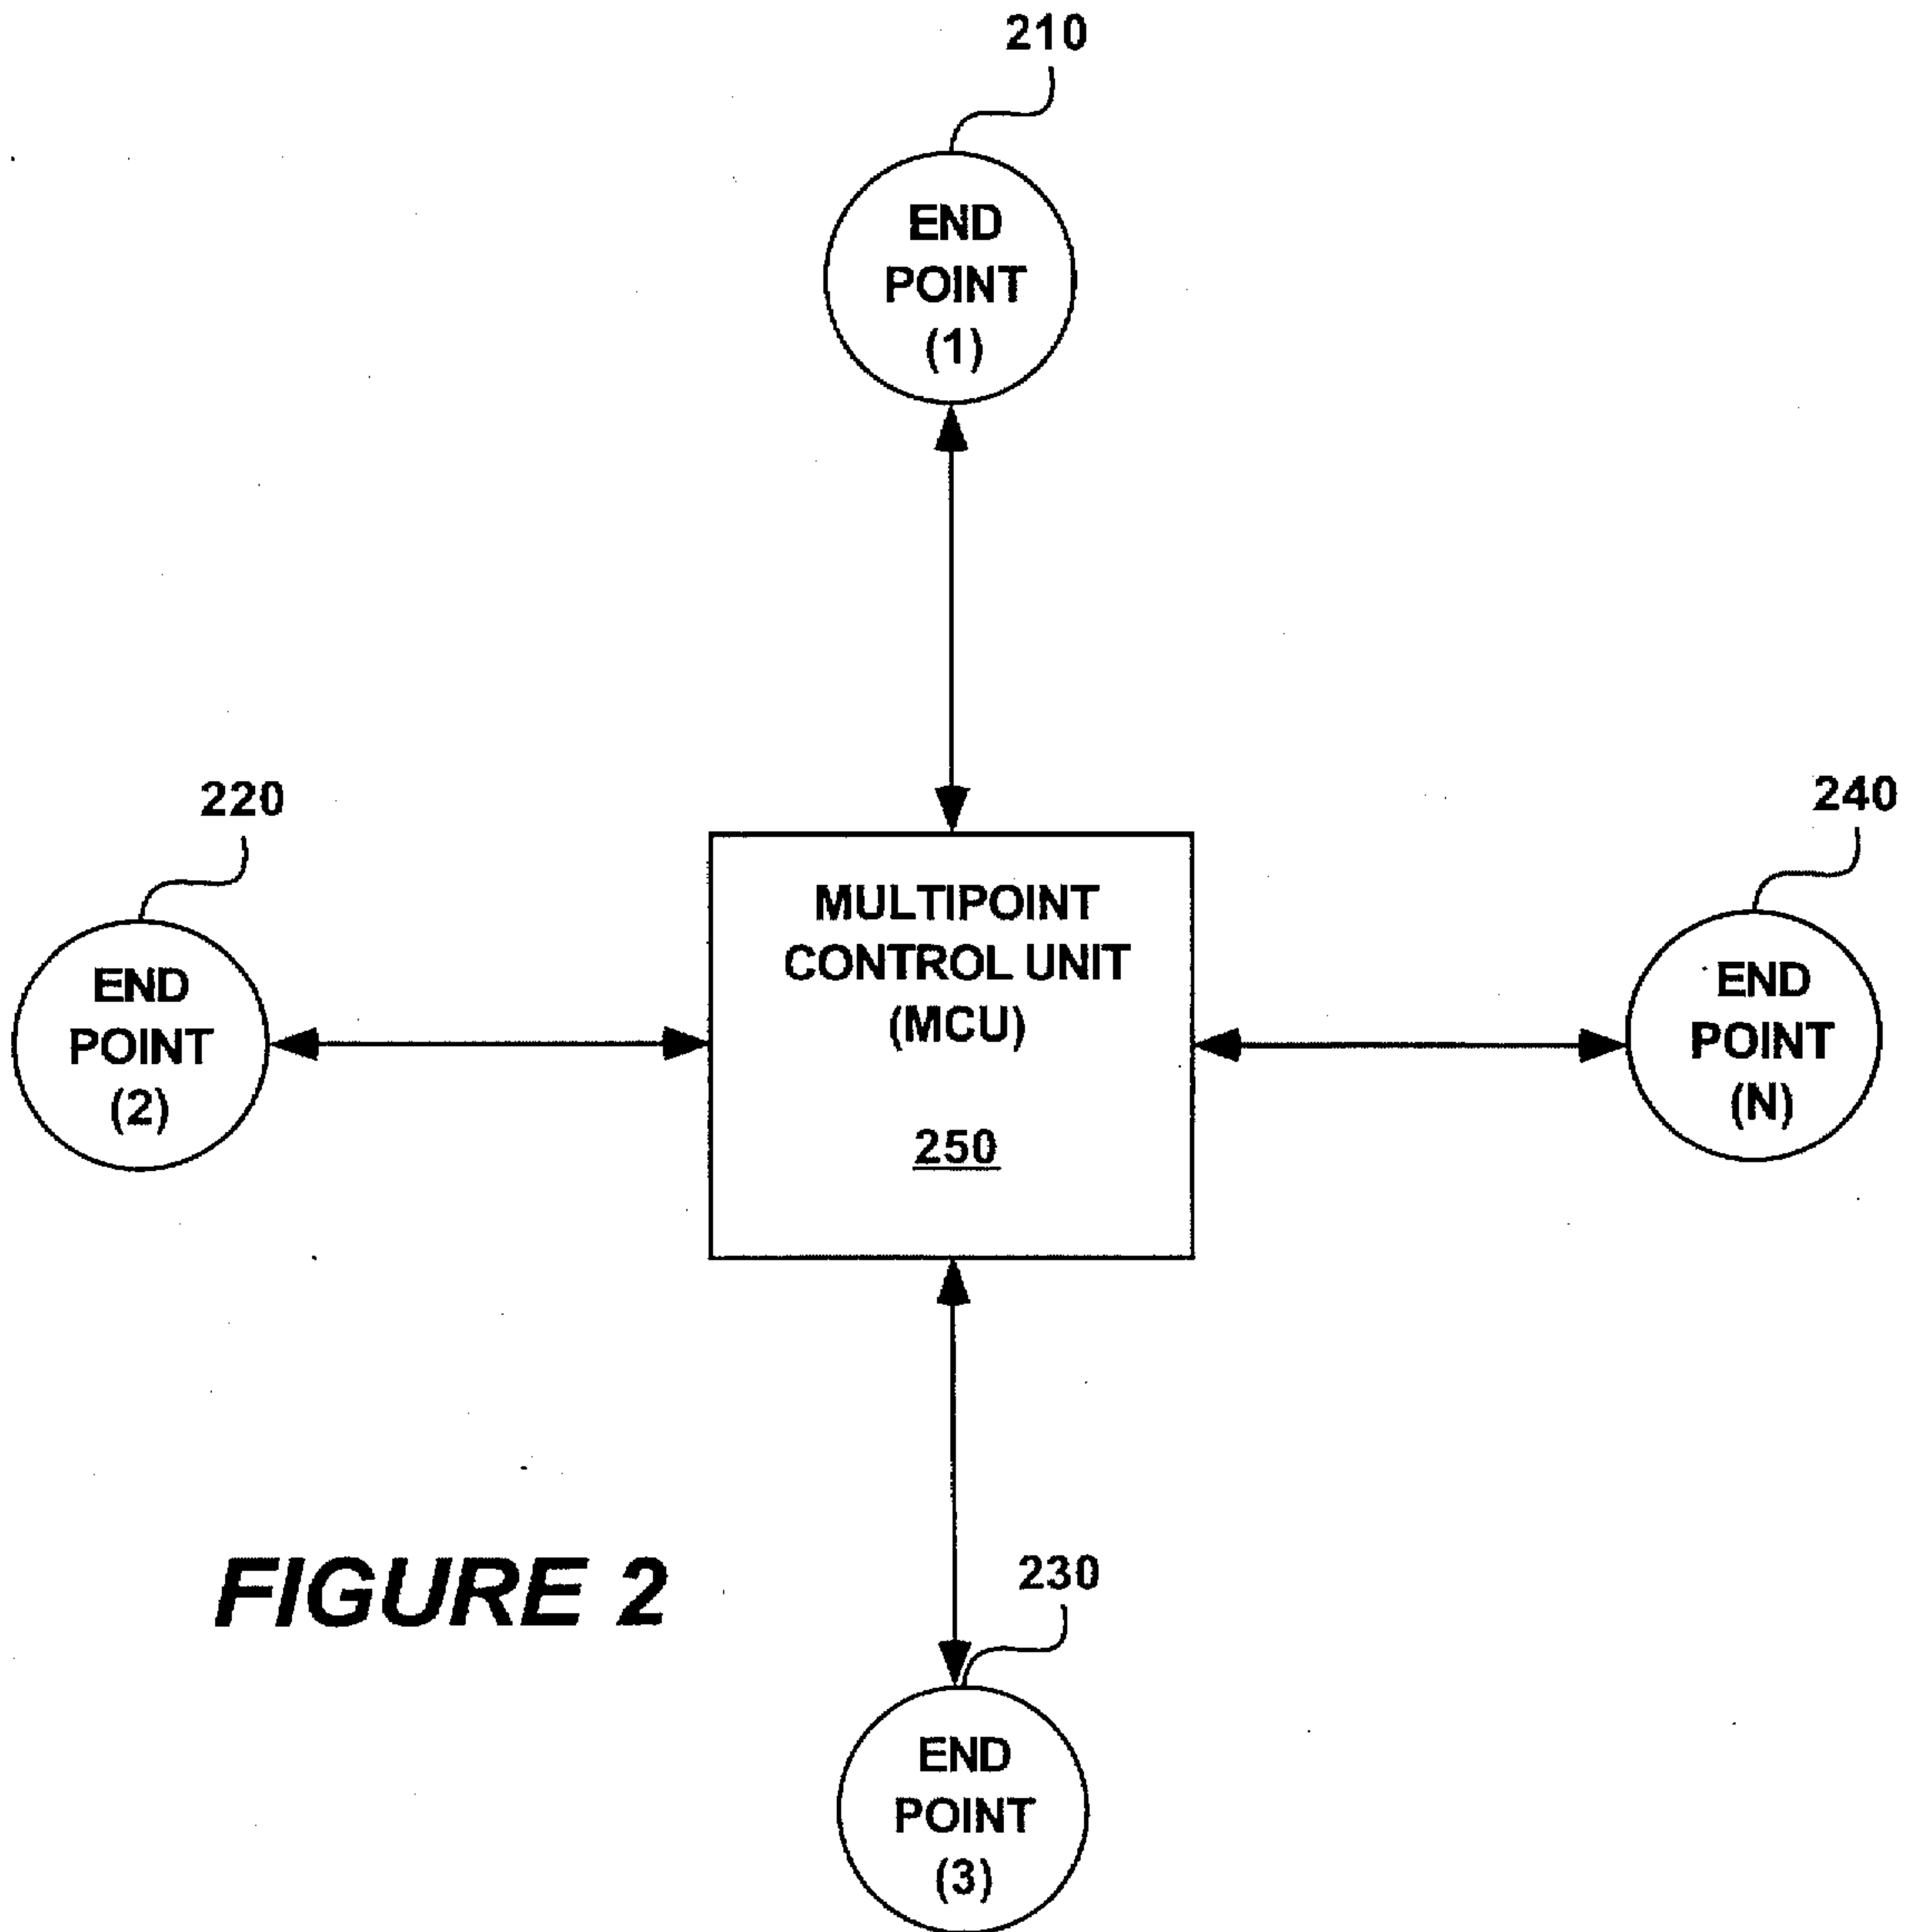 210
END
POINT
(1)
220
240
MULTIPOINT
CONTROL UNIT
(MCU)
250
END
POINT
(2)
END
POINT
(N)
FIGURE 2
230
END
POINT
(3)